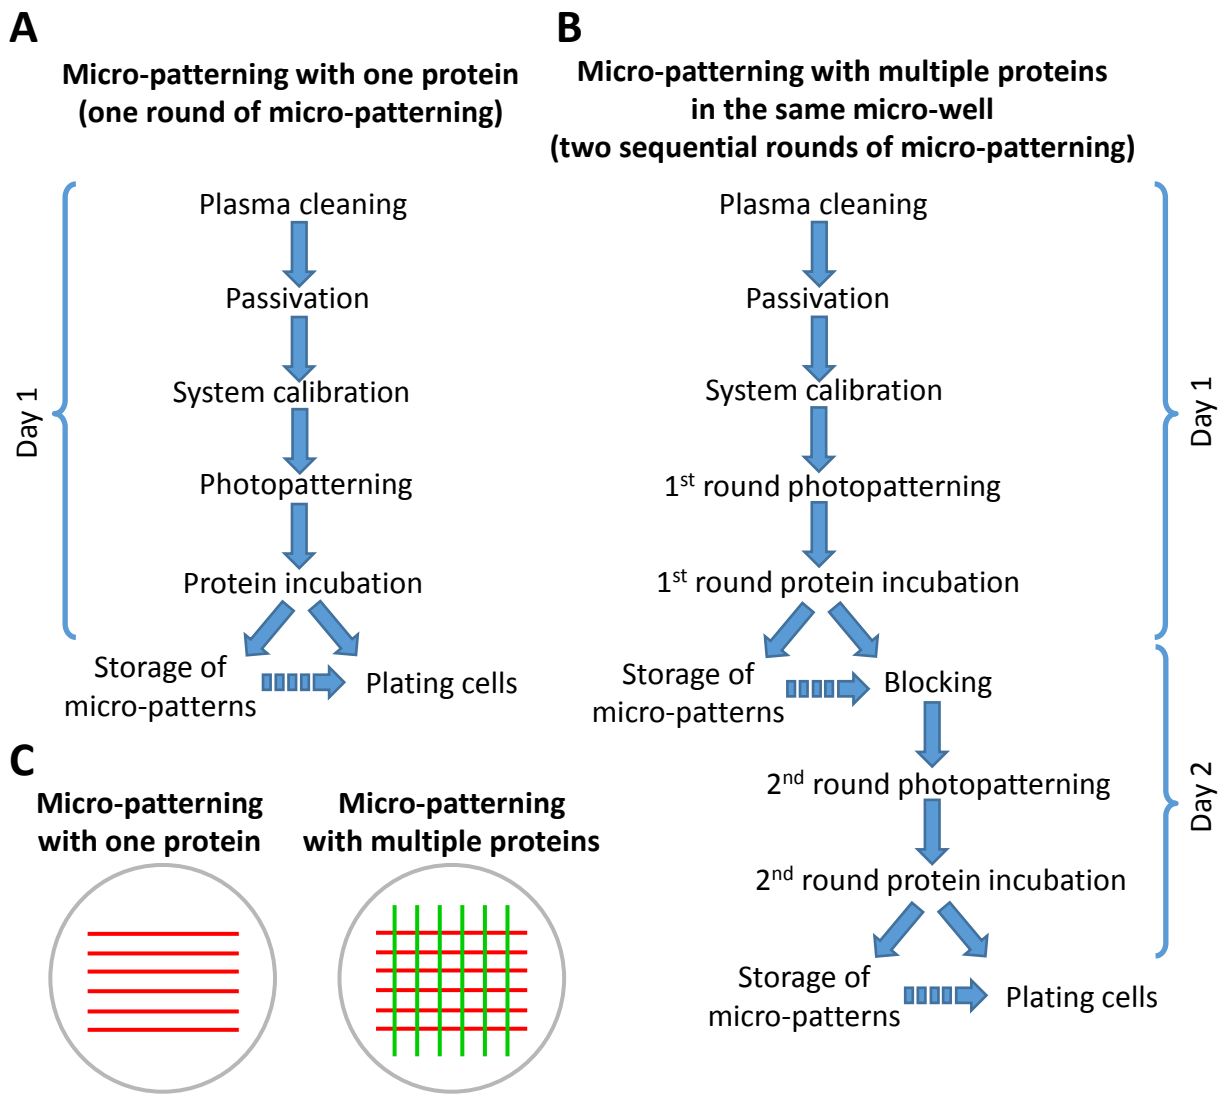 A
Micro-patterning with one protein
(one round of micro-patterning)
Day 1
Plasma cleaning
Passivation
System calibration
Photopatterning
Protein incubation
Storage of
micro-patterns
Plating cells
B
Micro-patterning with multiple proteins
in the same micro-well
(two sequential rounds of micro-patterning)
Plasma cleaning
Passivation
System calibration
1st round photopatterning
1st round protein incubation
Day 1
Storage of
micro-patterns
Blocking
2nd round photopatterning
2nd round protein incubation
Day 2
Storage of
micro-patterns
Plating cells
C
Micro-patterning
with one protein
Micro-patterning
with multiple proteins